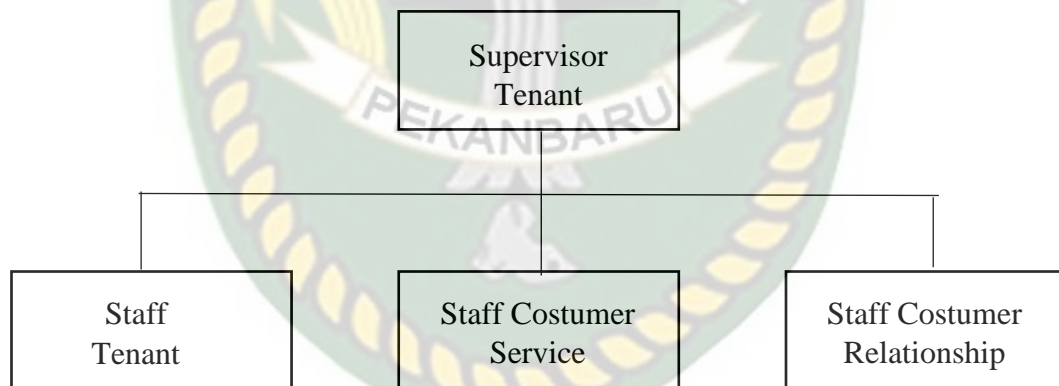 Supervisor
Tenant
PEKANBARU
Staff
Tenant
Staff Costumer
Service
Staff Costumer
Relationship